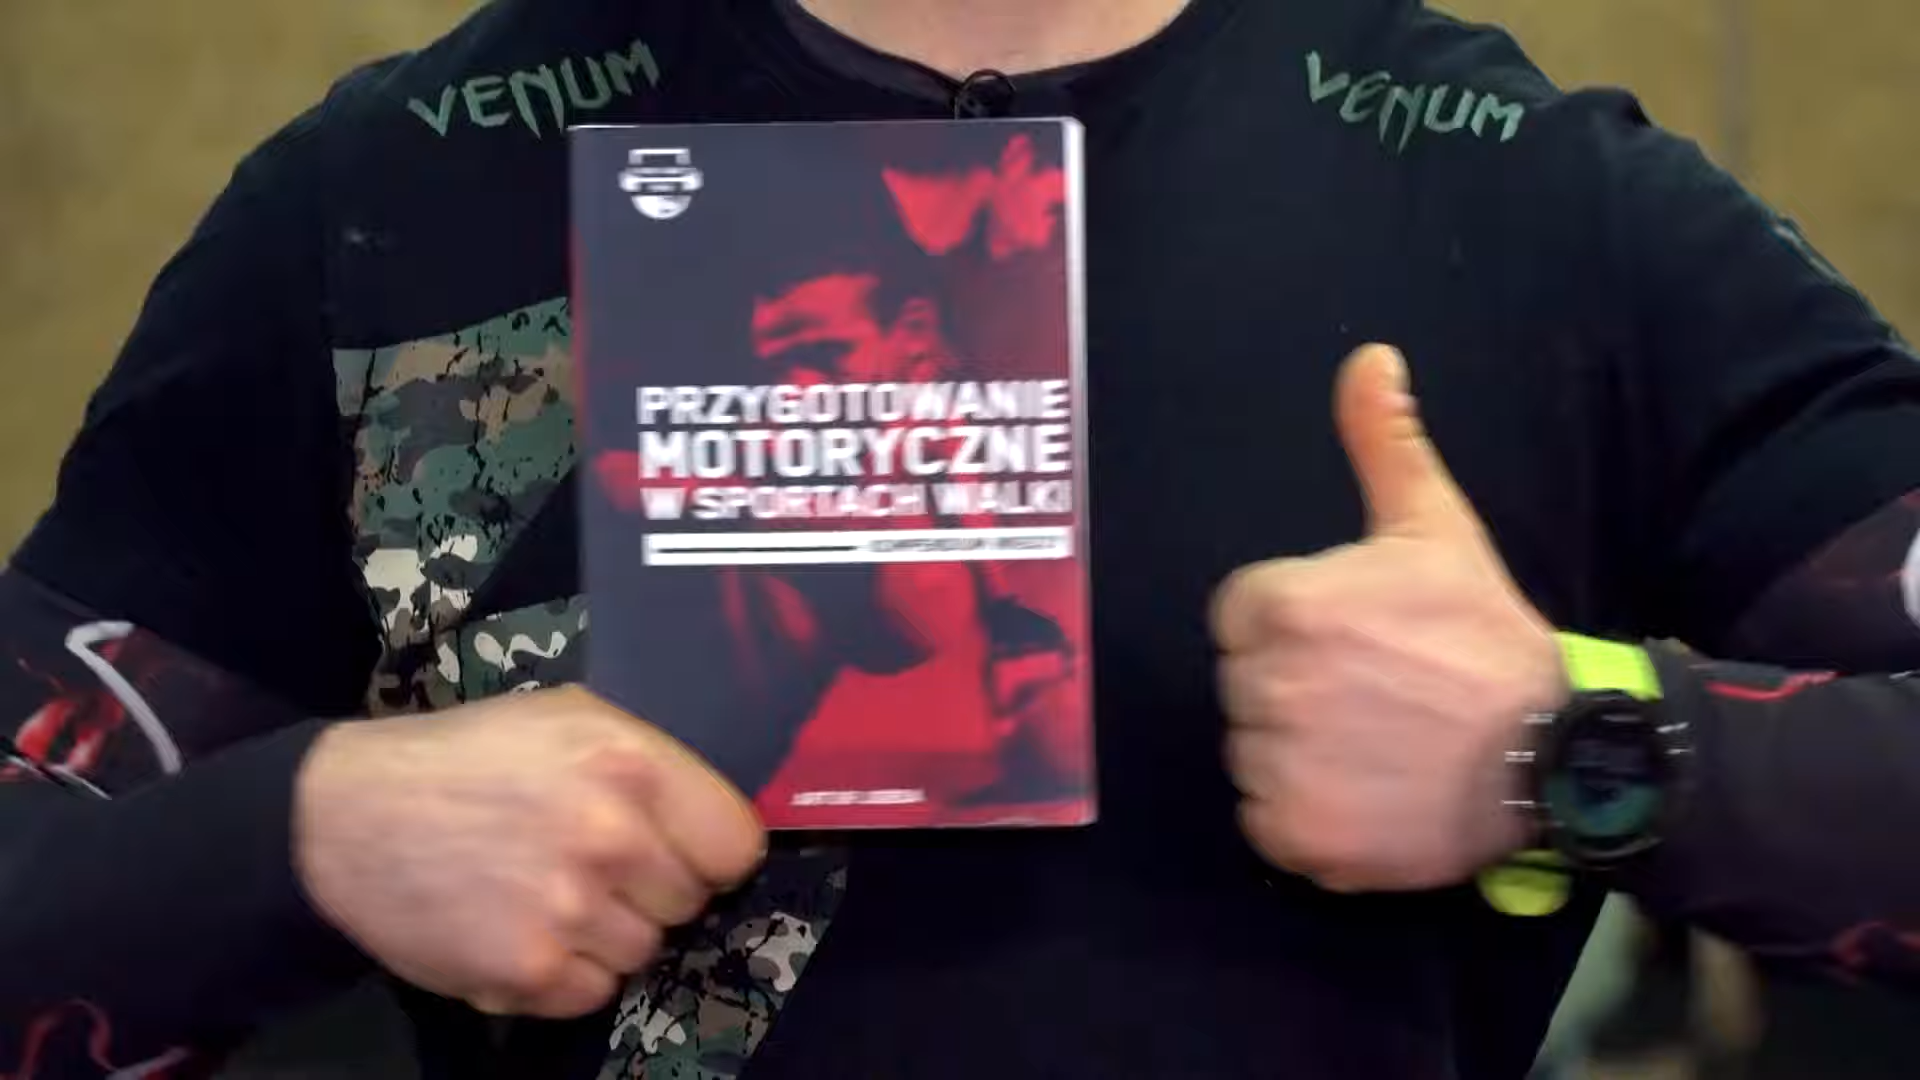 VENUM
VENUM
PRZYGOTOWANIE
MOTORYCZNE
W SPORTACH WALKI